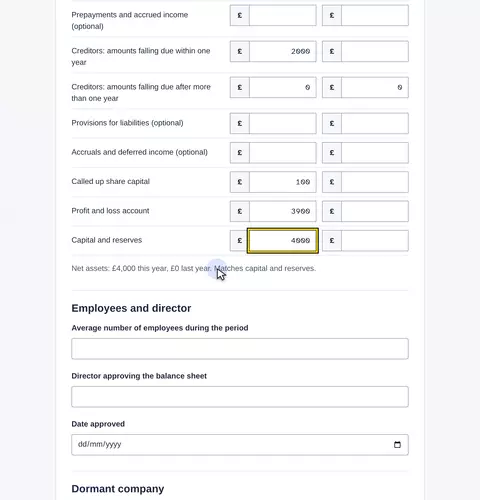 Prepayments and accrued income £ £
(optional)
Creditors: amounts falling due within one £ 2000 £
year
Creditors: amounts falling due after more £ 0 £ 0
than one year
Provisions for liabilities (optional) £ £
Accruals and deferred income (optional) £ £
Called up share capital £ 100 £
Profit and loss account £ 3900 £
Capital and reserves £ 4000 £
Net assets: £4,000 this year, £0 last year. Matches capital and reserves.
Employees and director
Average number of employees during the period
Director approving the balance sheet
Date approved
dd/mm/yyyy
Dormant company